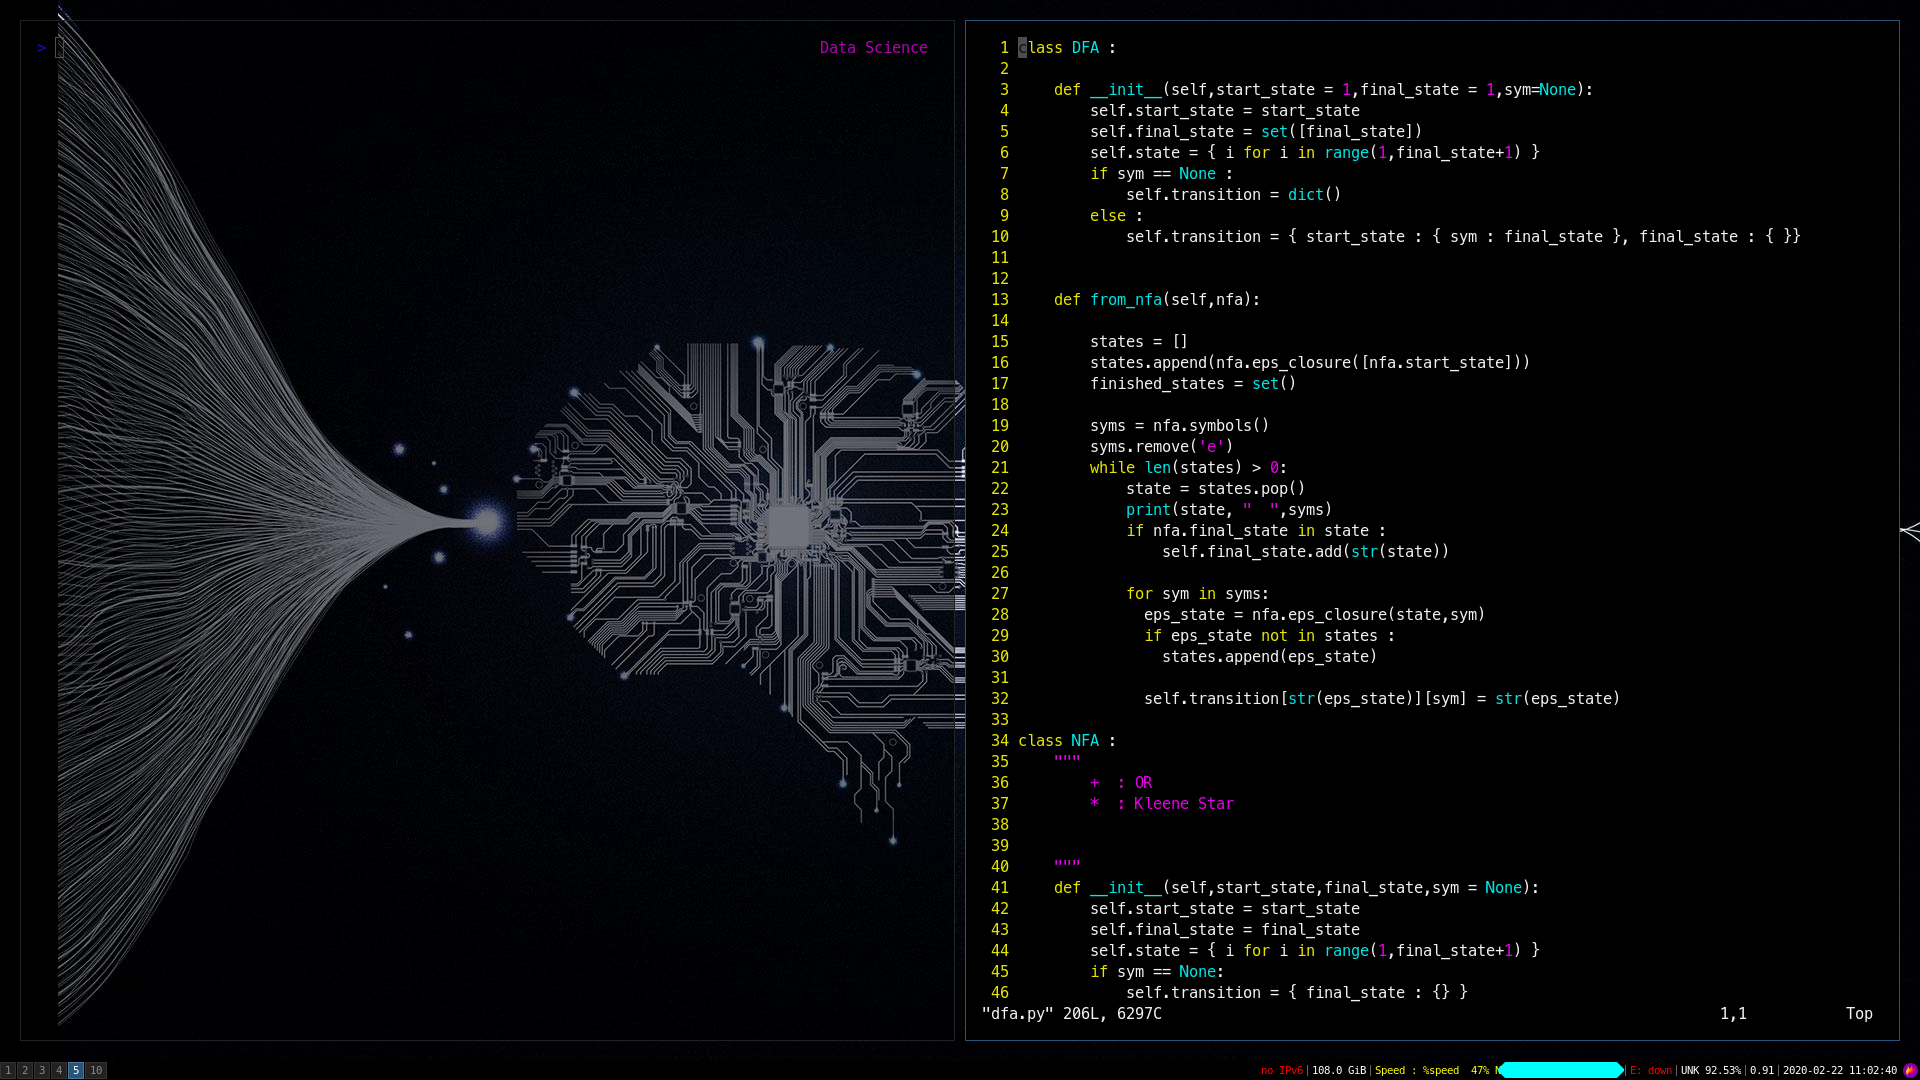 > Data Science
1 class DFA :
2
3     def __init__(self,start_state = 1,final_state = 1,sym=None):
4         self.start_state = start_state
5         self.final_state = set([final_state])
6         self.state = { i for i in range(1,final_state+1) }
7         if sym == None :
8             self.transition = dict()
9         else :
10             self.transition = { start_state : { sym : final_state }, final_state : { }}
11
12
13     def from_nfa(self,nfa):
14
15         states = []
16         states.append(nfa.eps_closure([nfa.start_state]))
17         finished_states = set()
18
19         syms = nfa.symbols()
20         syms.remove('e')
21         while len(states) > 0:
22             state = states.pop()
23             print(state, "  ",syms)
24             if nfa.final_state in state :
25                 self.final_state.add(str(state))
26
27             for sym in syms:
28               eps_state = nfa.eps_closure(state,sym)
29               if eps_state not in states :
30                 states.append(eps_state)
31
32               self.transition[str(eps_state)][sym] = str(eps_state)
33
34 class NFA :
35     """
36         +  : OR
37         *  : Kleene Star
38
39
40     """
41     def __init__(self,start_state,final_state,sym = None):
42         self.start_state = start_state
43         self.final_state = final_state
44         self.state = { i for i in range(1,final_state+1) }
45         if sym == None:
46             self.transition = { final_state : {} }
"dfa.py" 206L, 6297C 1,1 Top
1 2 3 4 5 10 no IPv6|108.0 GiB|Speed : %speed  47% |E: down|UNK 92.53%|0.91|2020-02-22 11:02:40